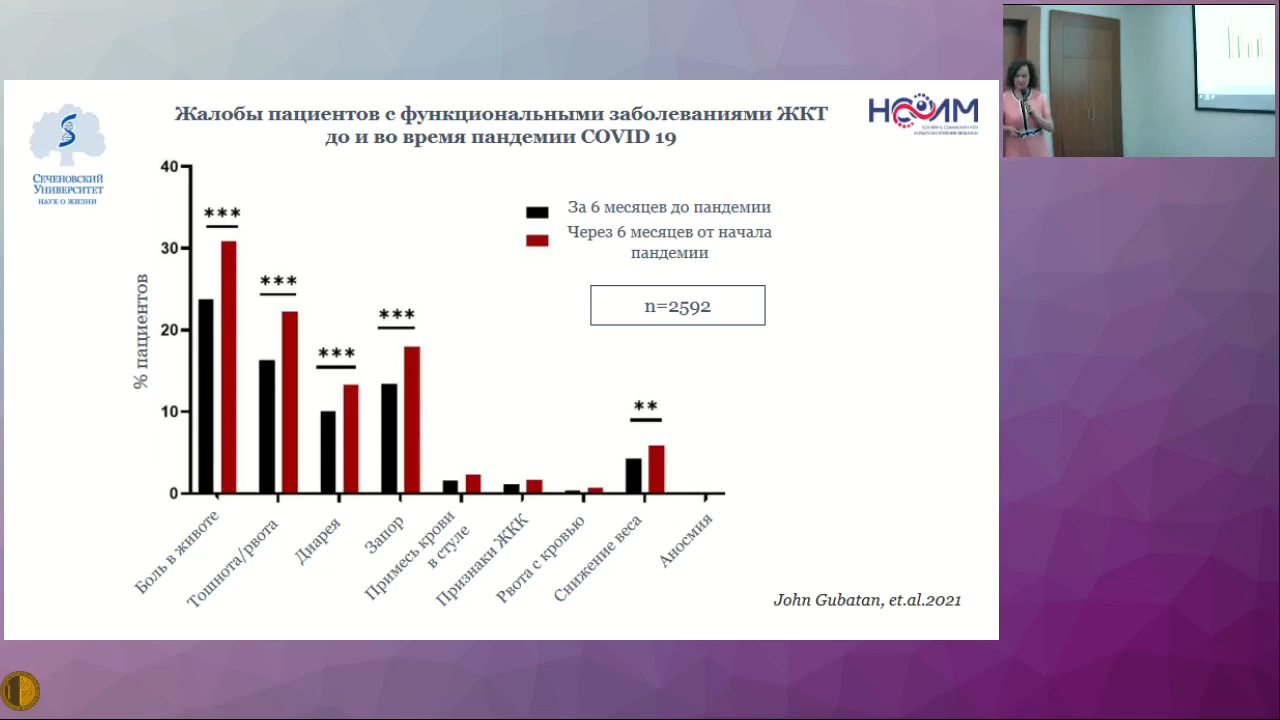 Жалобы пациентов с функциональными заболеваниями ЖКТ
до и во время пандемии COVID 19
СЕЧЕНОВСКИЙ
УНИВЕРСИТЕТ
НАУК О ЖИЗНИ
НСОИМ
% пациентов
40
30
20
10
0
***
***
***
***
**
За 6 месяцев до пандемии
Через 6 месяцев от начала
пандемии
n=2592
Боль в животе
Тошнота/рвота
Диарея
Запор
Примесь крови
в стуле
Признаки ЖКК
Рвота с кровью
Снижение веса
Аносмия
John Gubatan, et.al.2021